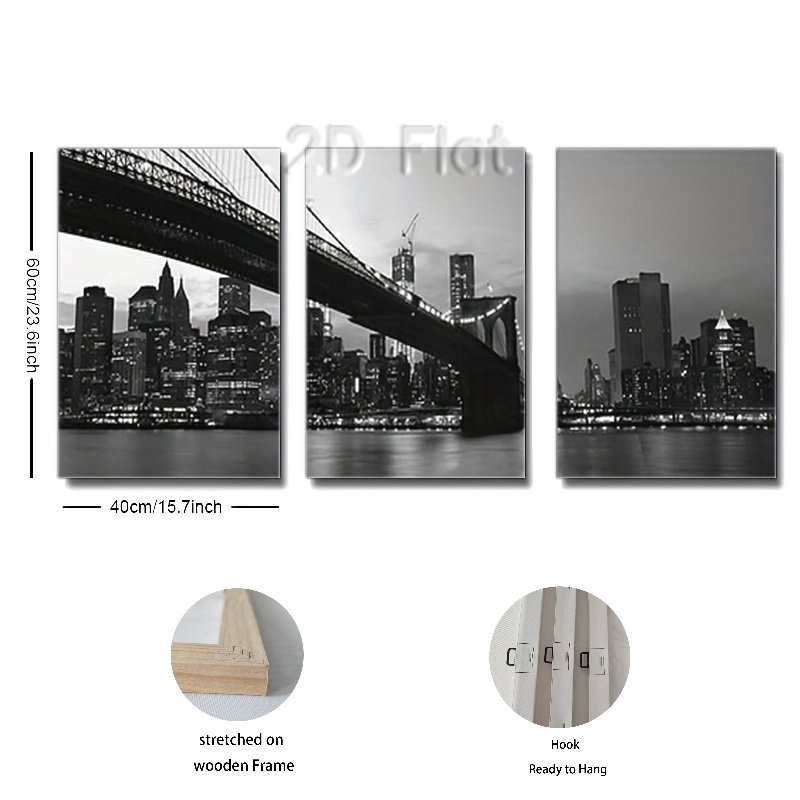 2D Flat
60cm/23.6inch
40cm/15.7inch
stretched on
wooden Frame
Hook
Ready to Hang